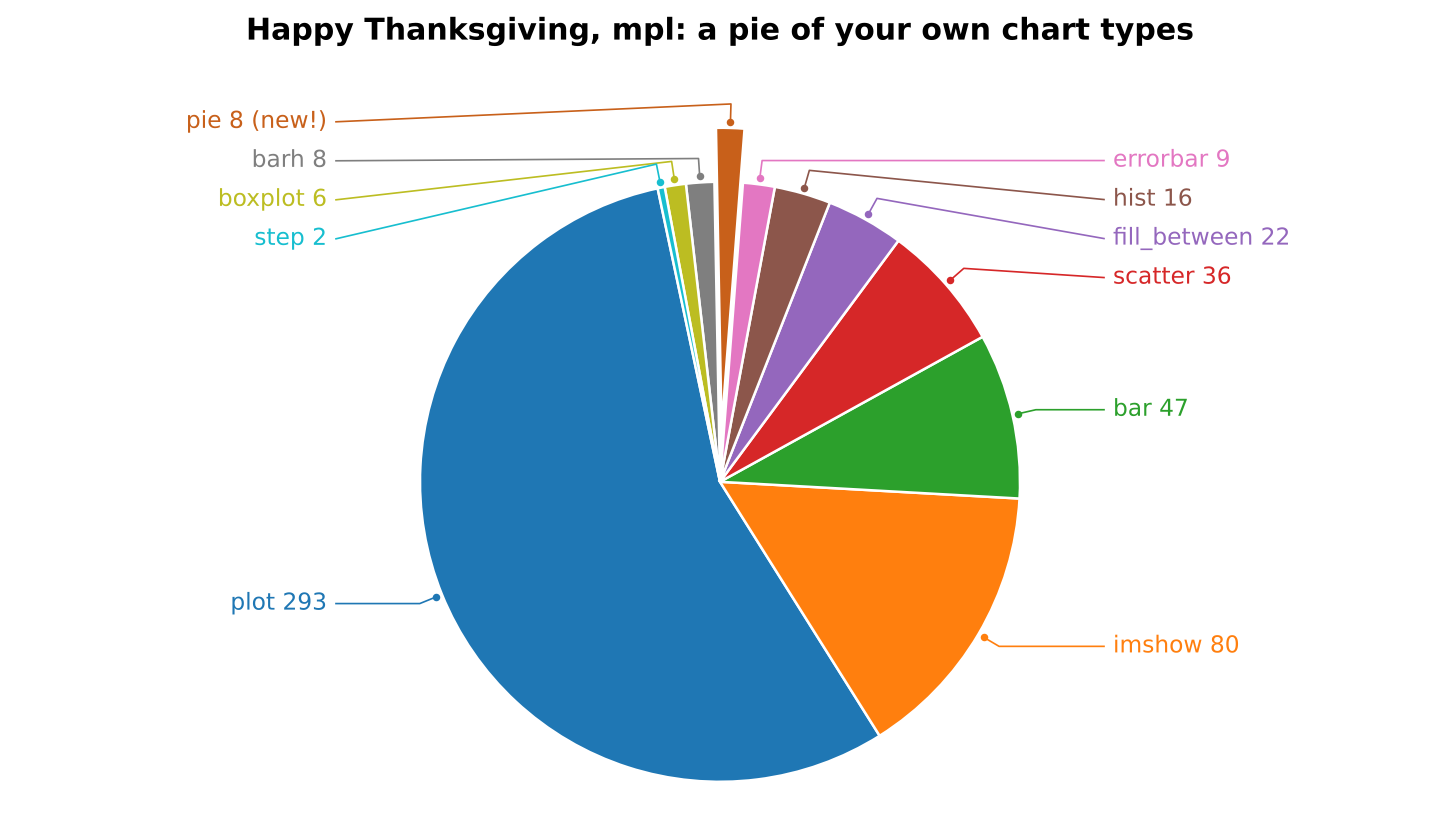 Happy Thanksgiving, mpl: a pie of your own chart types
pie 8 (new!)
barh 8
boxplot 6
step 2
plot 293
errorbar 9
hist 16
fill_between 22
scatter 36
bar 47
imshow 80